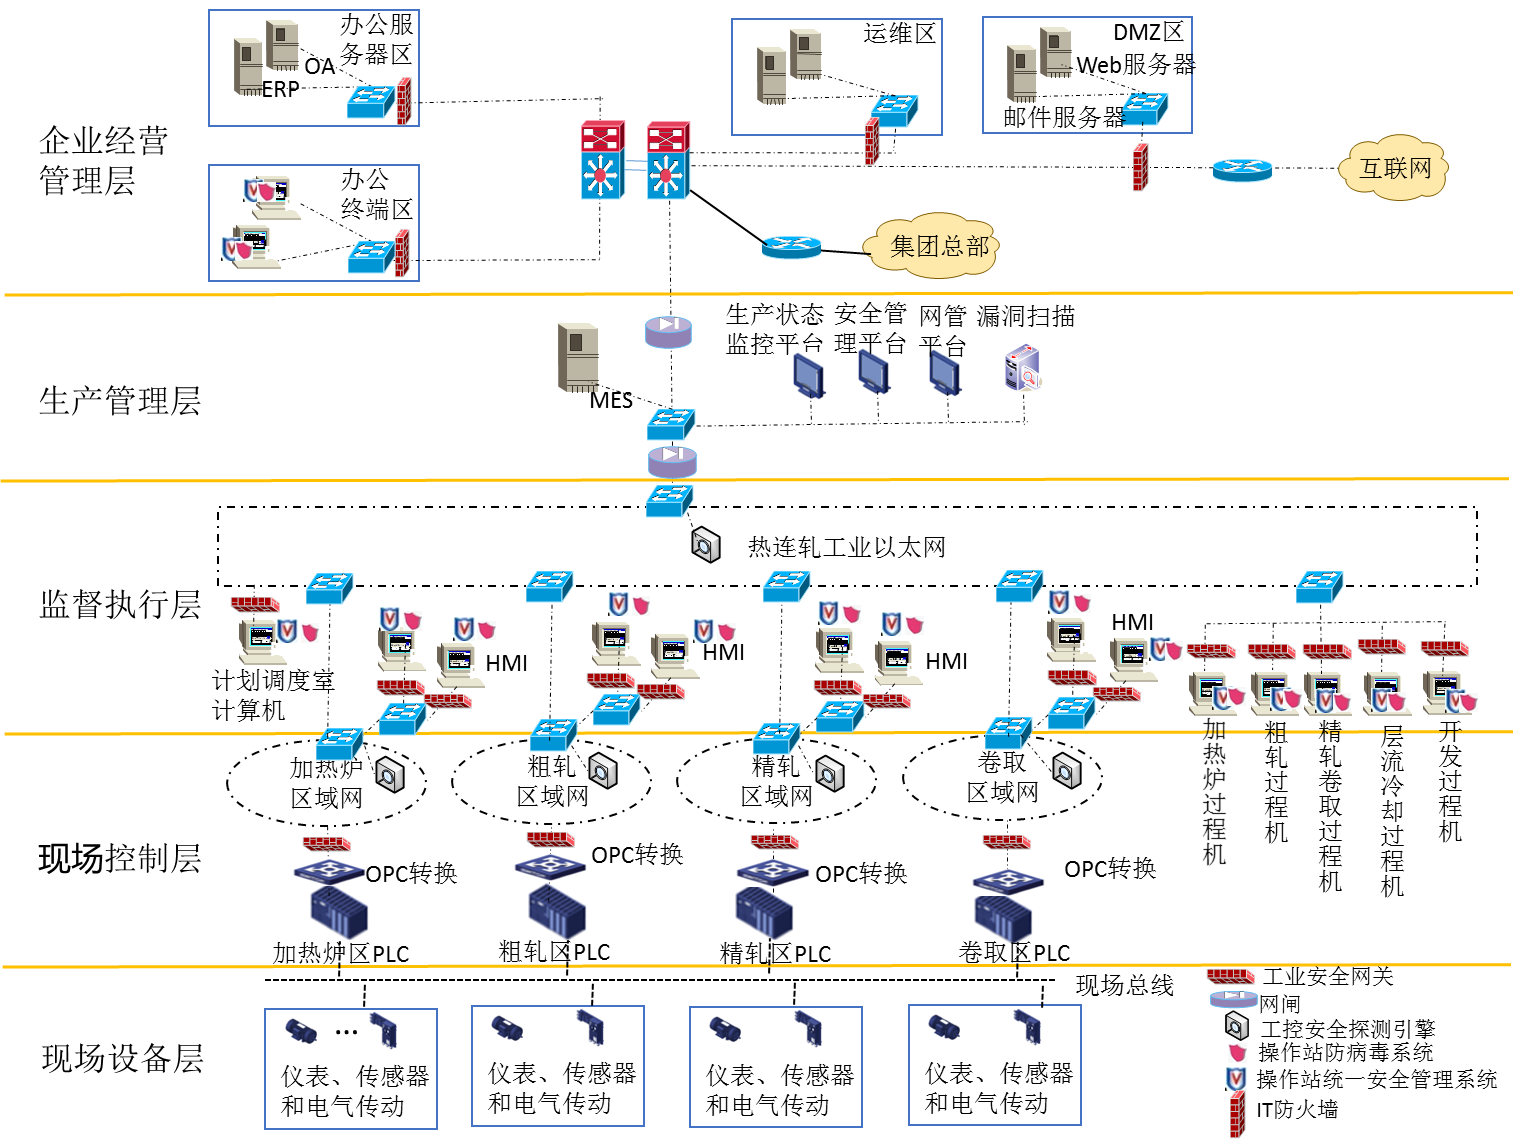 办公服
务器区
OA
ERP
运维区
DMZ区
Web服务器
邮件服务器
企业经营
管理层
办公
终端区
互联网
集团总部
生产状态
监控平台
安全管
理平台
网管
平台
漏洞扫描
MES
生产管理层
热连轧工业以太网
监督执行层
计划调度室
计算机
HMI
HMI
HMI
HMI
加热炉过程机
粗轧过程机
精轧卷取过程机
层流冷却过程机
开发过程机
加热炉
区域网
粗轧
区域网
精轧
区域网
卷取
区域网
现场控制层
OPC转换
OPC转换
OPC转换
OPC转换
加热炉区PLC
粗轧区PLC
精轧区PLC
卷取区PLC
现场总线
现场设备层
...
仪表、传感器
和电气传动
仪表、传感器
和电气传动
仪表、传感器
和电气传动
仪表、传感器
和电气传动
工业安全网关
网闸
工控安全探测引擎
操作站防病毒系统
操作站统一安全管理系统
IT防火墙